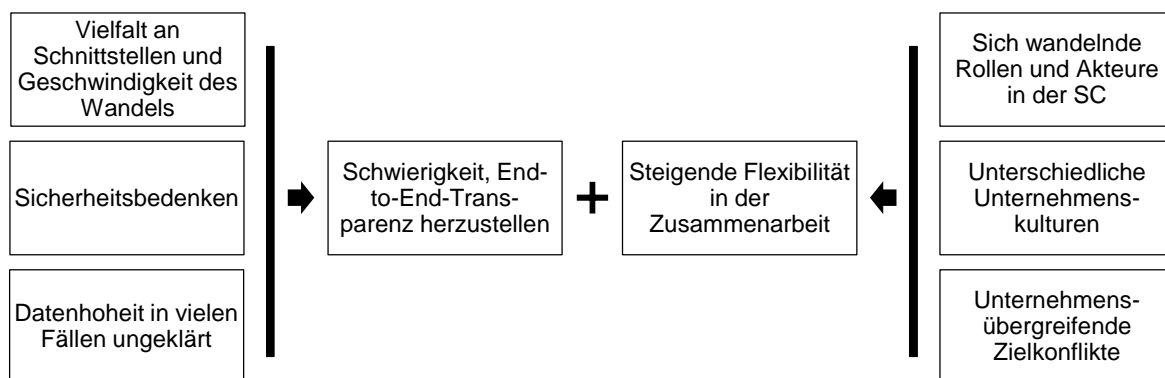 Vielfalt an
Schnittstellen und
Geschwindigkeit des
Wandels
Sicherheitsbedenken
Datenhoheit in vielen
Fällen ungeklärt
Schwierigkeit, End-
to-End-Trans-
parenz herzustellen
Steigende Flexibilität
in der
Zusammenarbeit
Sich wandelnde
Rollen und Akteure
in der SC
Unterschiedliche
Unternehmens-
kulturen
Unternehmens-
übergreifende
Zielkonflikte